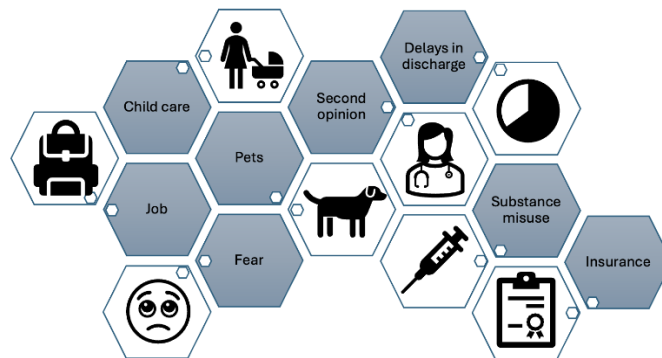 Delays in
discharge
Child care
Second
opinion
Pets
Job
Substance
misuse
Fear
Insurance